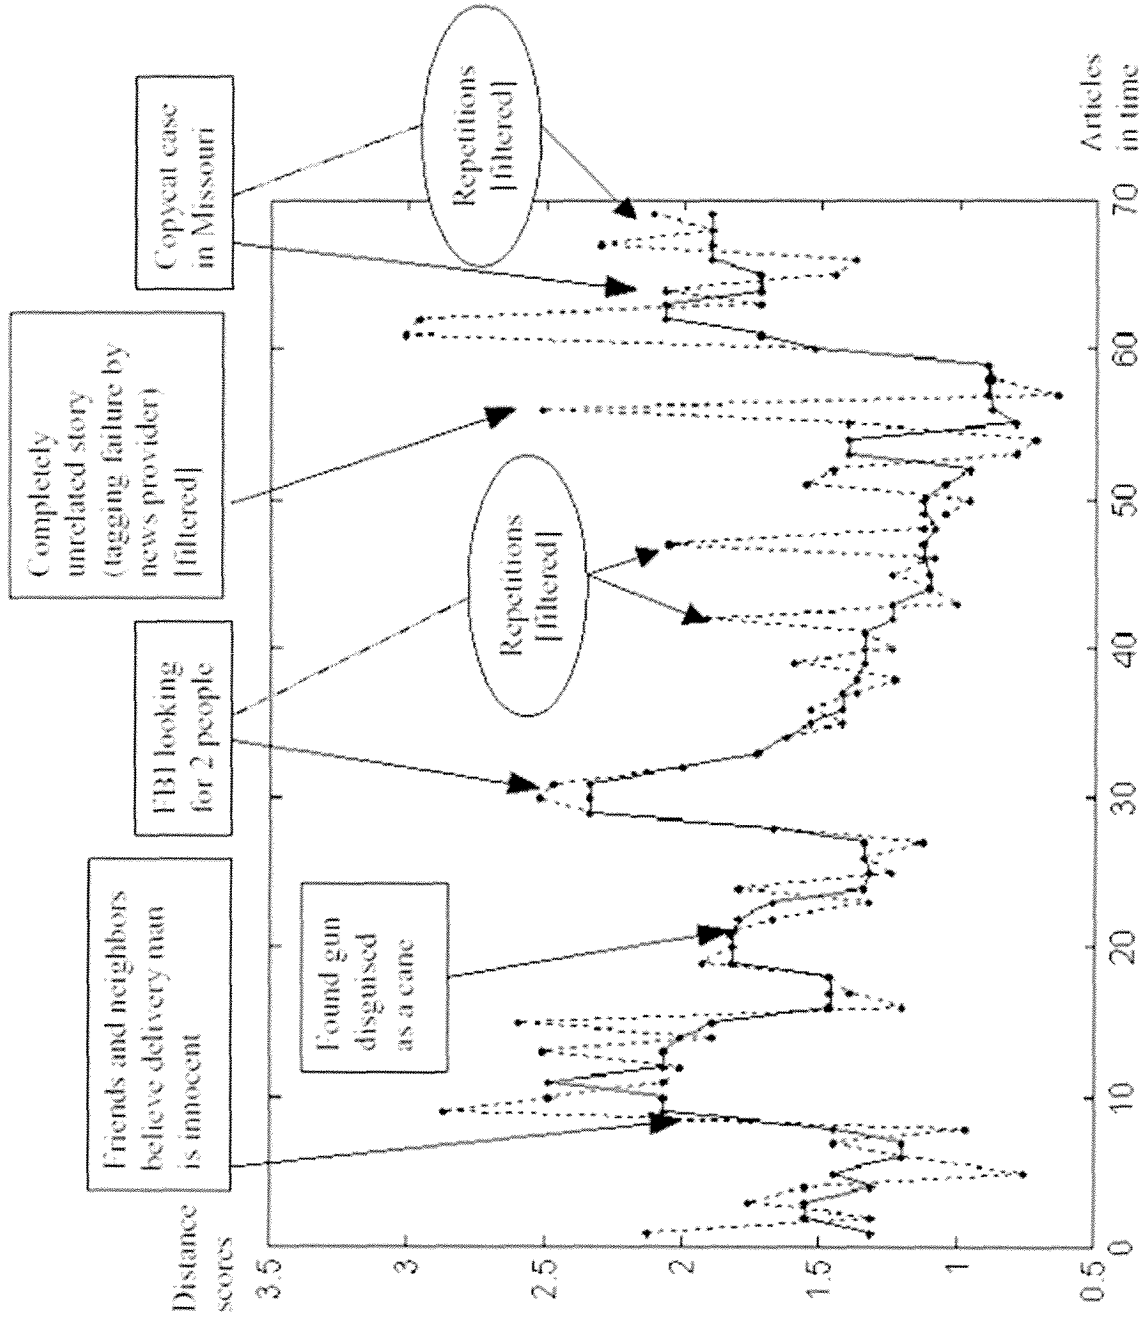 Distance
scores
Friends and neighbors
believe delivery man
is innocent
FBI looking
for 2 people
Completely
unrelated story
(tagging failure by
news provider)
[filtered]
Copycat case
in Missouri
Found gun
disguised
as a cane
Repetitions
[filtered]
Repetitions
[filtered]
3.5
3
2.5
2
1.5
1
0.5
0
10
20
30
40
50
60
70
Articles
in time